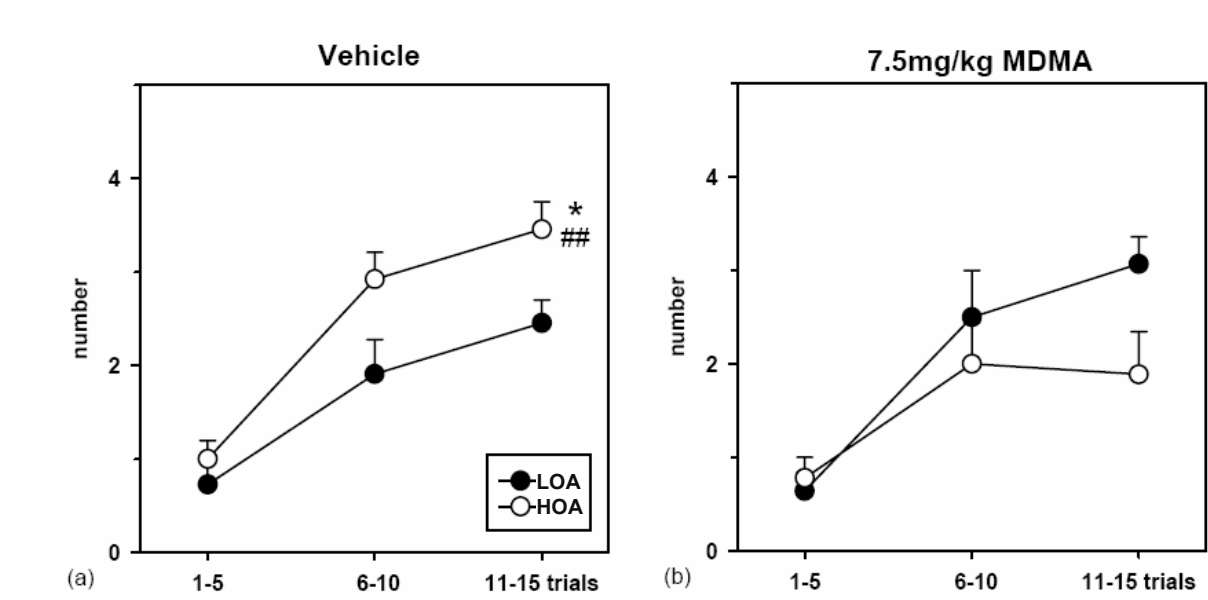 Vehicle
4
2
0
number
*
##
LOA
HOA
1-5
6-10
11-15 trials
(a)
7.5mg/kg MDMA
4
2
0
number
1-5
6-10
11-15 trials
(b)